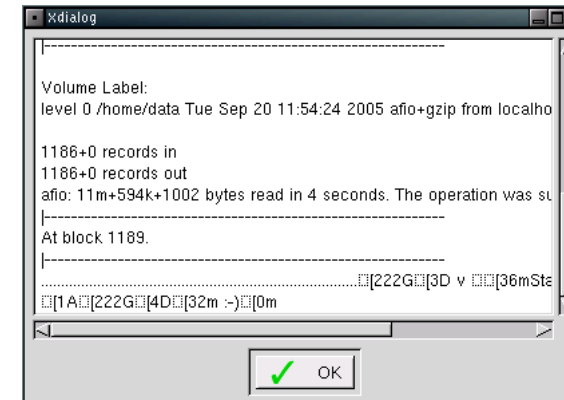 Xdialog
|------------------------------------------------------------
Volume Label:
level 0 /home/data Tue Sep 20 11:54:24 2005 afio+gzip from localho
1186+0 records in
1186+0 records out
afio: 11m+594k+1002 bytes read in 4 seconds. The operation was su
|------------------------------------------------------------
At block 1189.
|------------------------------------------------------------
................................................................................□[222G□[3D v □□[36mSta
□[1A□[222G□[4D□[32m :-)□[0m
OK